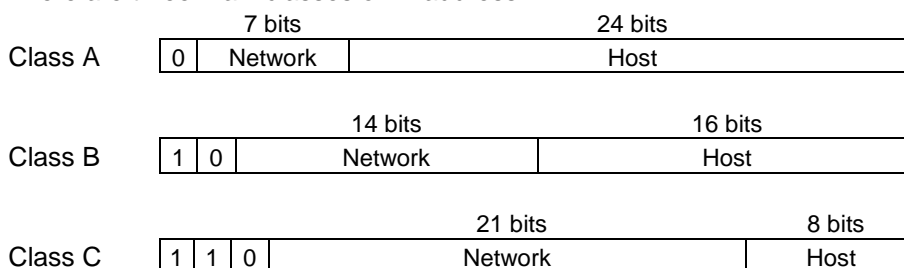 7 bits 24 bits
Class A 0 Network Host
14 bits 16 bits
Class B 1 0 Network Host
21 bits 8 bits
Class C 1 1 0 Network Host